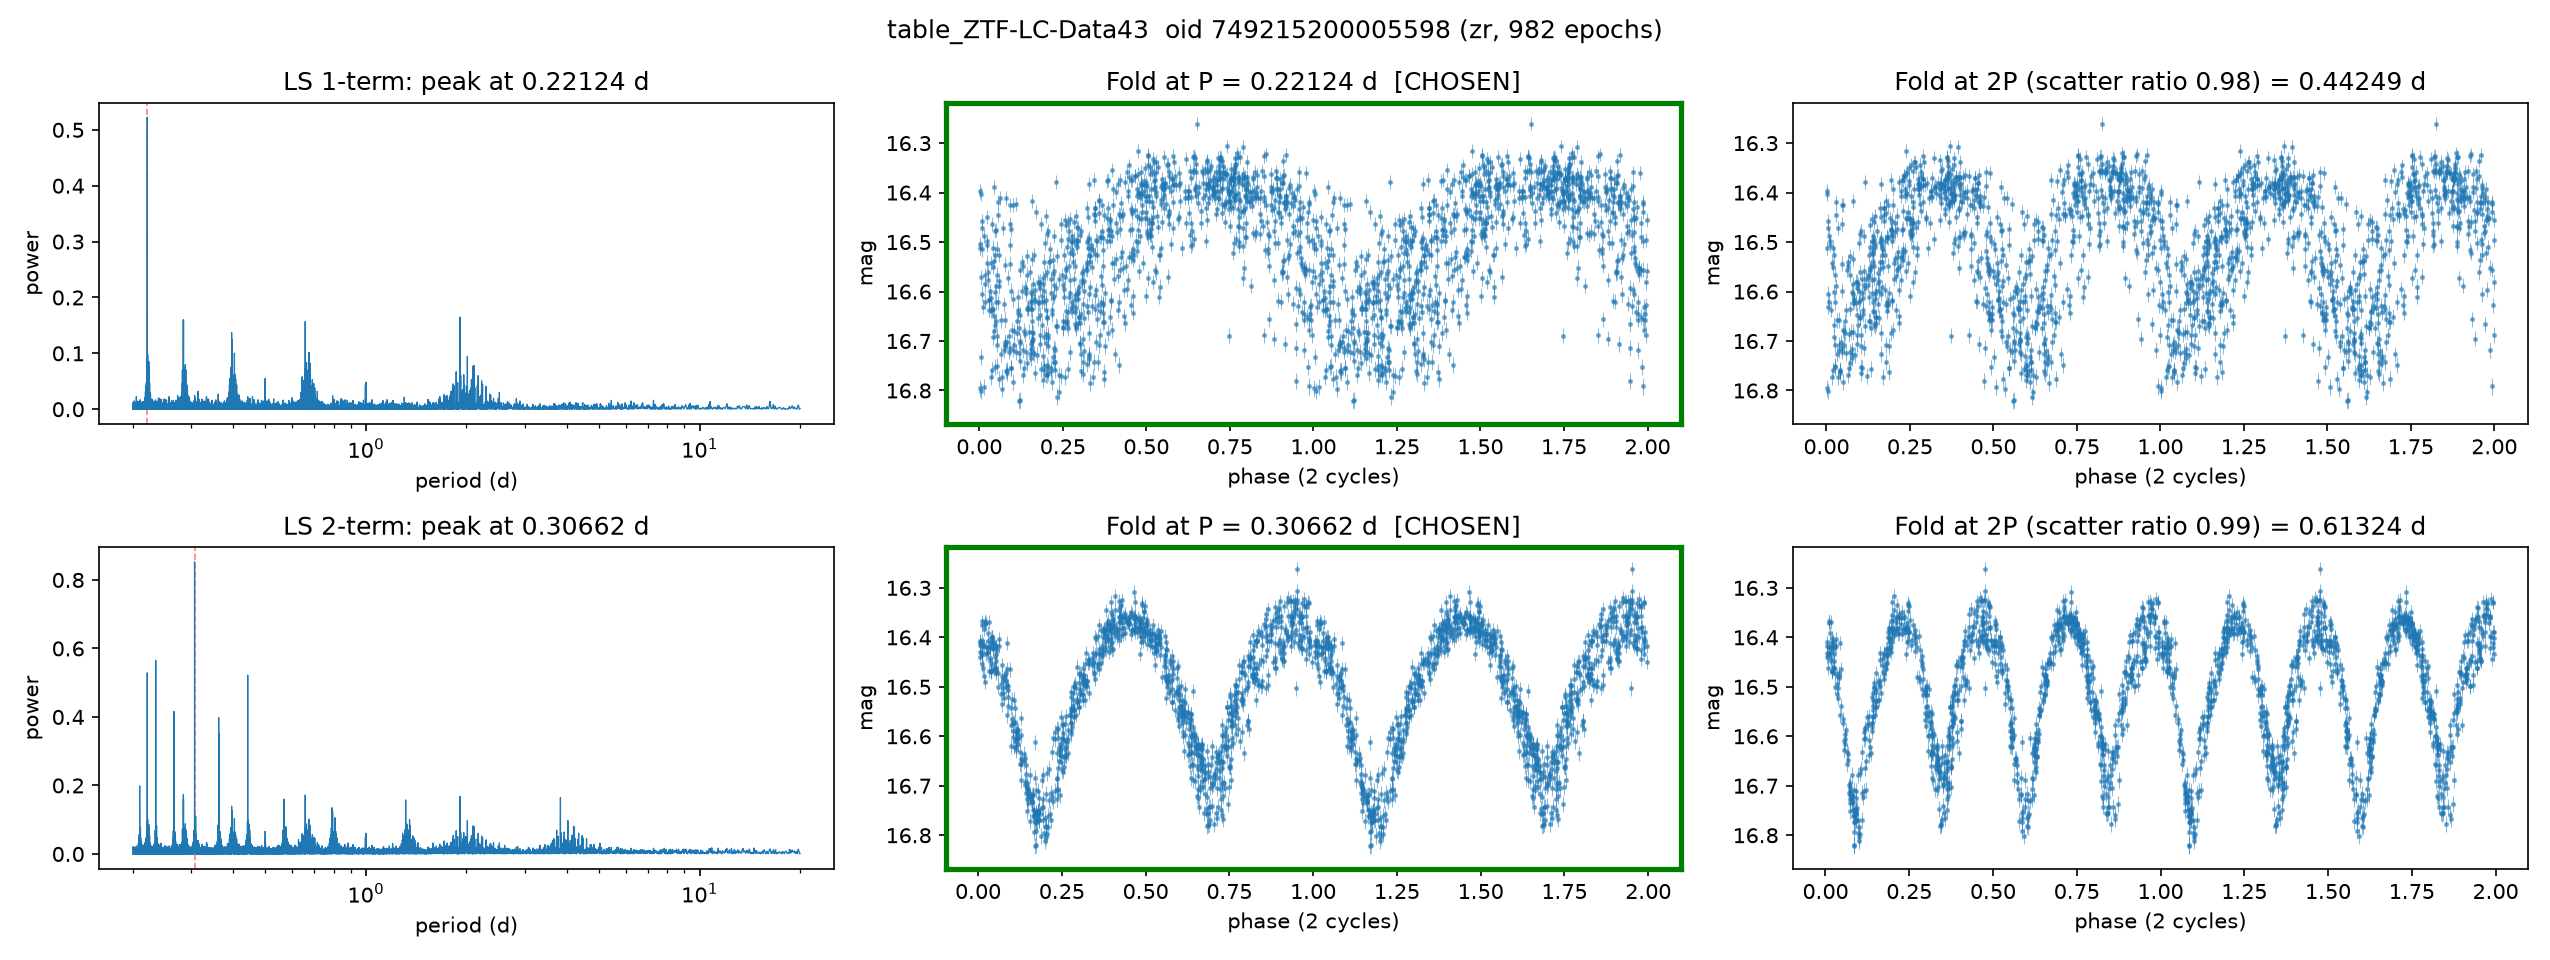 table_ZTF-LC-Data43  oid 749215200005598 (zr, 982 epochs)
LS 1-term: peak at 0.22124 d
power
0.5
0.4
0.3
0.2
0.1
0.0
10⁰
10¹
period (d)
Fold at P = 0.22124 d  [CHOSEN]
mag
16.3
16.4
16.5
16.6
16.7
16.8
0.00 0.25 0.50 0.75 1.00 1.25 1.50 1.75 2.00
phase (2 cycles)
Fold at 2P (scatter ratio 0.98) = 0.44249 d
mag
16.3
16.4
16.5
16.6
16.7
16.8
0.00 0.25 0.50 0.75 1.00 1.25 1.50 1.75 2.00
phase (2 cycles)
LS 2-term: peak at 0.30662 d
power
0.8
0.6
0.4
0.2
0.0
10⁰
10¹
period (d)
Fold at P = 0.30662 d  [CHOSEN]
mag
16.3
16.4
16.5
16.6
16.7
16.8
0.00 0.25 0.50 0.75 1.00 1.25 1.50 1.75 2.00
phase (2 cycles)
Fold at 2P (scatter ratio 0.99) = 0.61324 d
mag
16.3
16.4
16.5
16.6
16.7
16.8
0.00 0.25 0.50 0.75 1.00 1.25 1.50 1.75 2.00
phase (2 cycles)